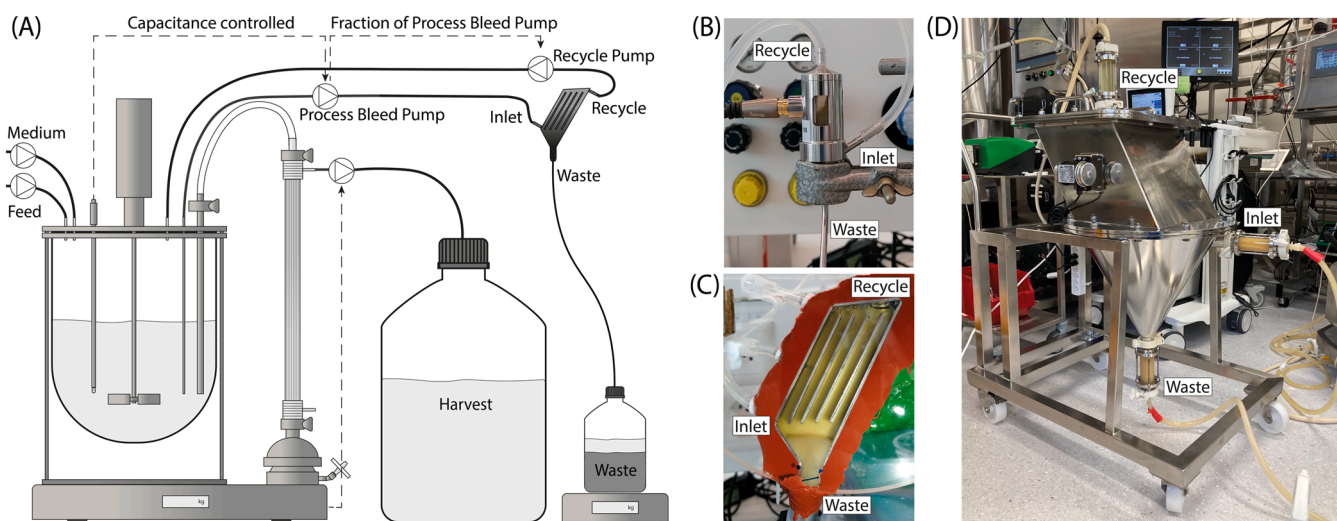 (A)
Capacitance controlled
Fraction of Process Bleed Pump
Recycle Pump
Recycle
Process Bleed Pump
Inlet
Medium
Feed
Waste
Harvest
Waste
kg
kg
(B)
Recycle
Inlet
Waste
(C)
Recycle
Inlet
Waste
(D)
Recycle
Inlet
Waste